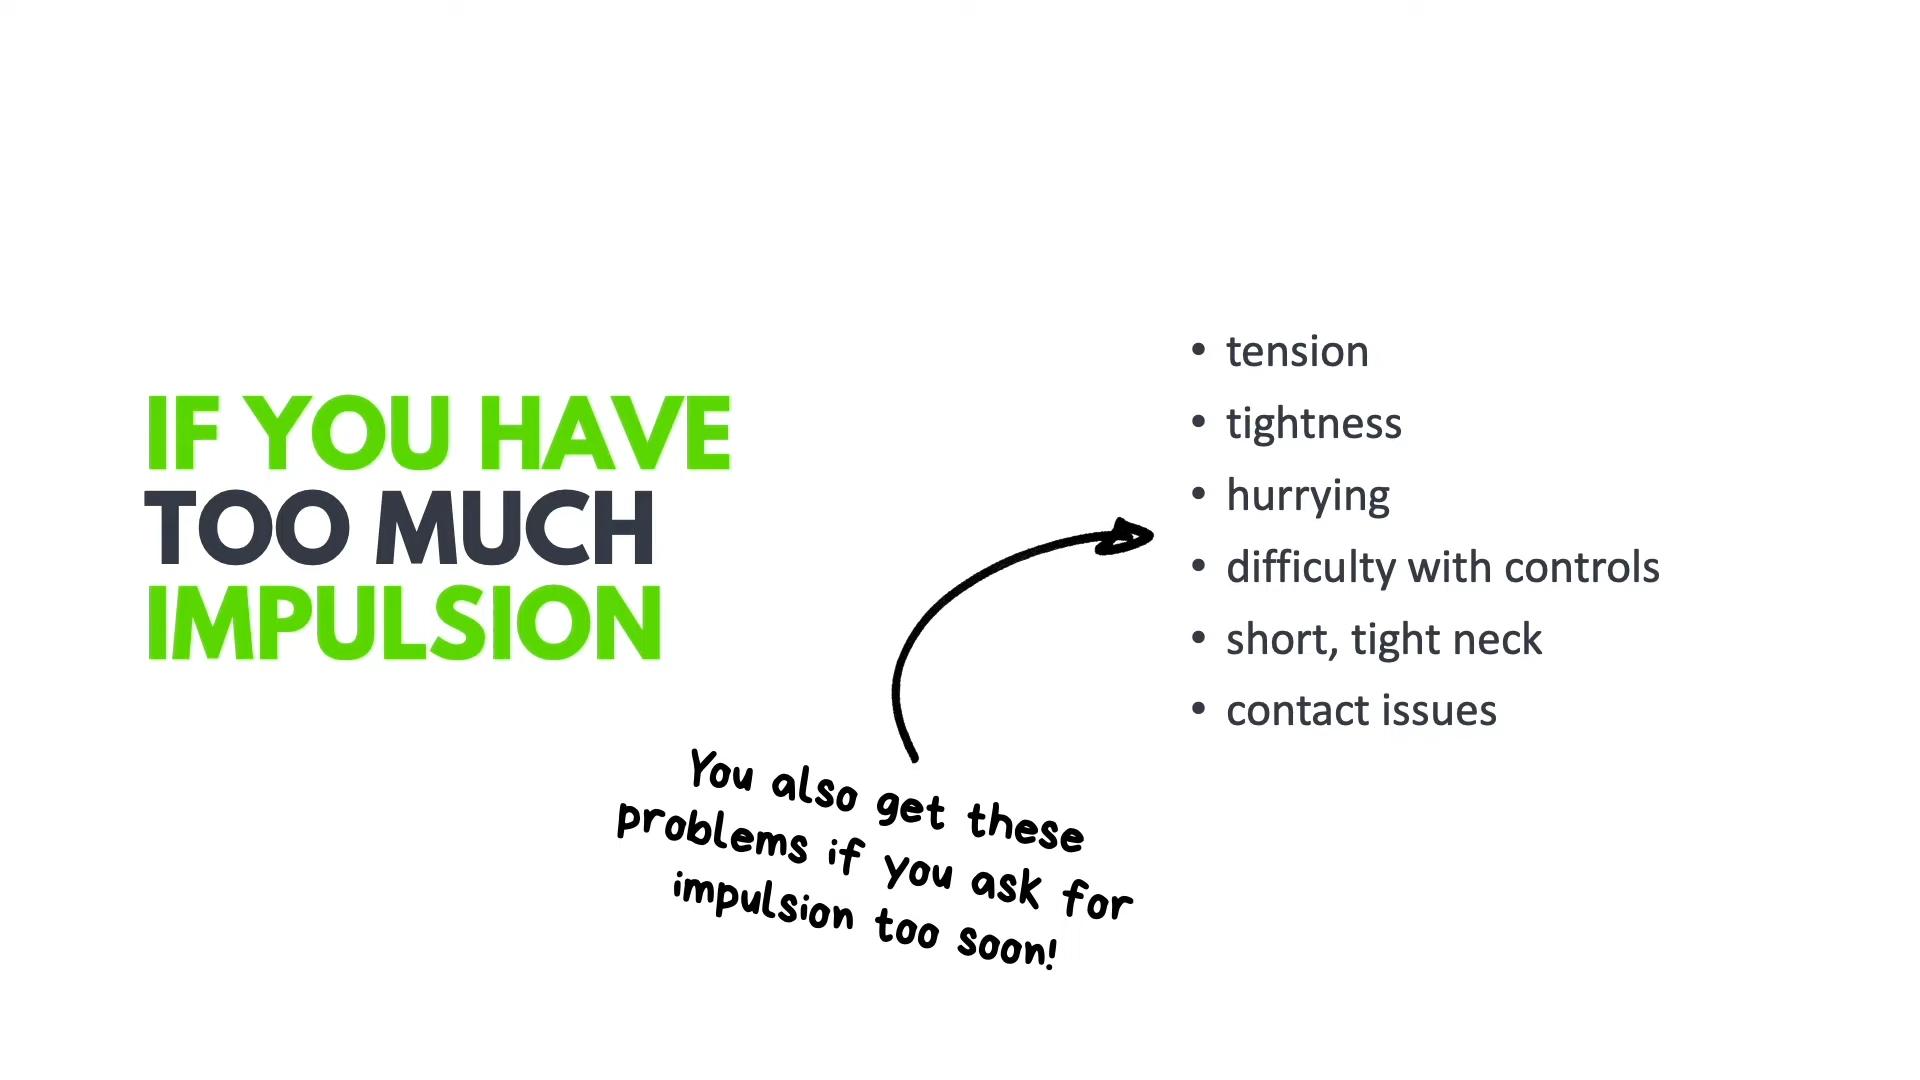 IF YOU HAVE
TOO MUCH
IMPULSION
• tension
• tightness
• hurrying
• difficulty with controls
• short, tight neck
• contact issues
You also get these
problems if you ask for
impulsion too soon!